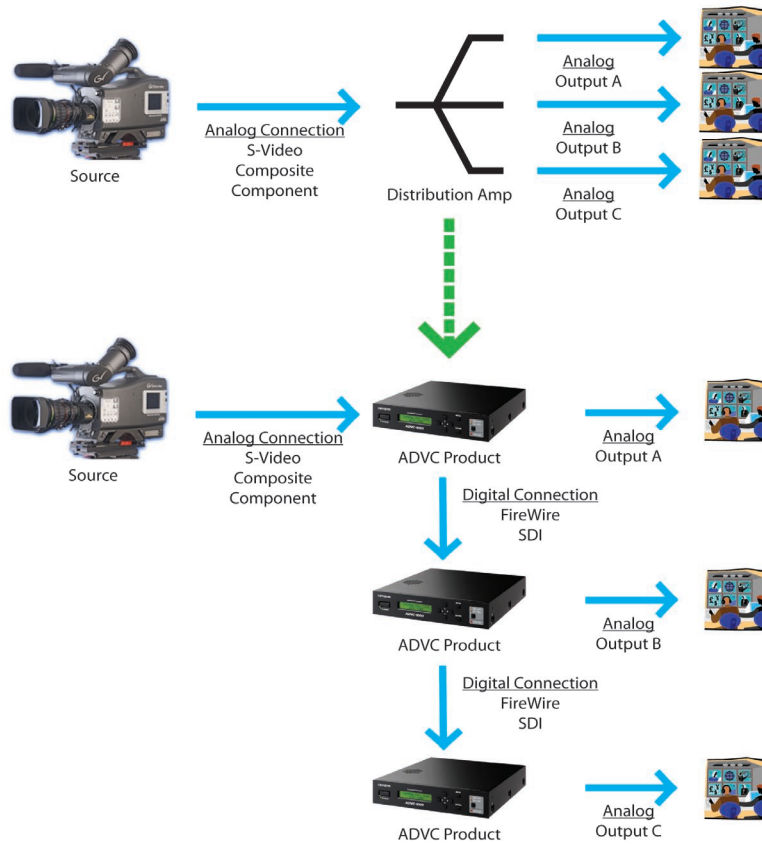 Analog
Output A
Analog Connection
S-Video
Composite
Component
Source
Analog
Output B
Distribution Amp
Analog
Output C
Analog Connection
S-Video
Composite
Component
Source
ADVC Product
Analog
Output A
Digital Connection
FireWire
SDI
ADVC Product
Analog
Output B
Digital Connection
FireWire
SDI
ADVC Product
Analog
Output C